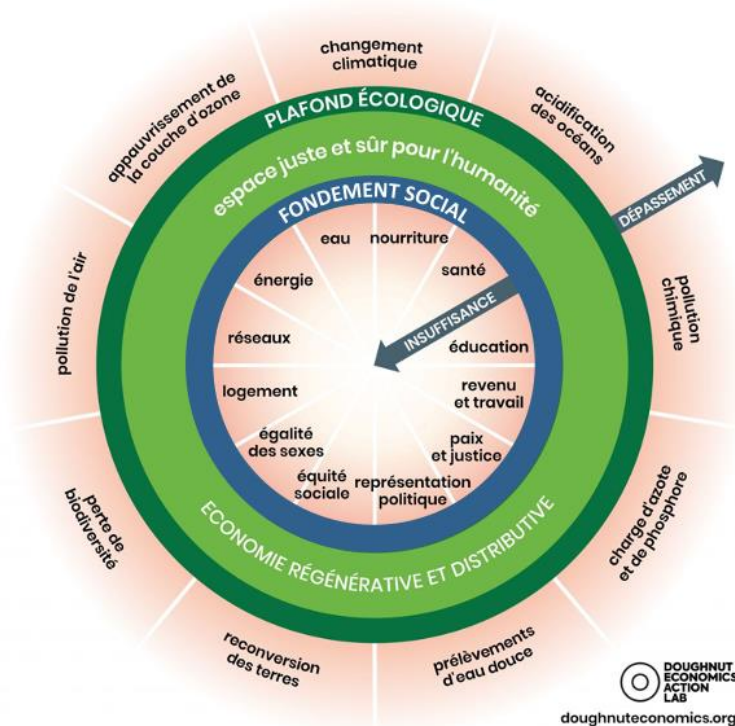 changement
climatique
acidification
des océans
pollution
chimique
charge d'azote
et de phosphore
prélèvements
d'eau douce
reconversion
des terres
perte de
biodiversité
pollution de l'air
appauvrissement de
la couche d'ozone
PLAFOND ÉCOLOGIQUE
espace juste et sûr pour l'humanité
FONDEMENT SOCIAL
DÉPASSEMENT
INSUFFISANCE
eau
nourriture
santé
éducation
revenu
et travail
paix
et justice
représentation
politique
équité
sociale
égalité
des sexes
logement
réseaux
énergie
ECONOMIE RÉGÉNÉRATIVE ET DISTRIBUTIVE
DOUGHNUT
ECONOMICS
ACTION
LAB
doughnuteconomics.org